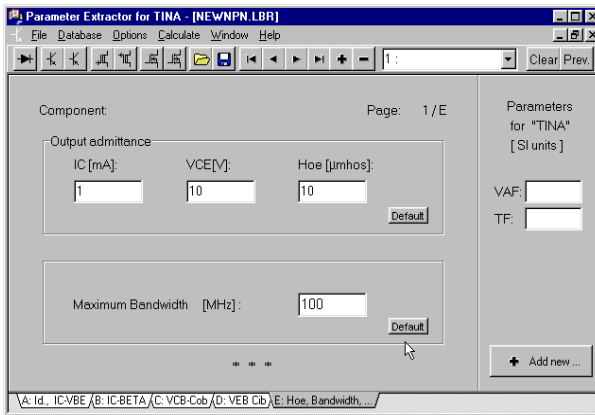 Parameter Extractor for TINA - [NEWNPN.LBR]
File Database Options Calculate Window Help
1 : Clear Prev.
Component: Page: 1/E
Output admittance
IC [mA]: VCE[V]: Hoe [µmhos]:
1 10 10
Default
Maximum Bandwidth [MHz] : 100
Default
* * *
Parameters
for "TINA"
[ SI units ]
VAF:
TF:
+ Add new ...
A: Id., IC-VBE B: IC-BETA C: VCB-Cob D: VEB Cib E: Hoe, Bandwidth, ...